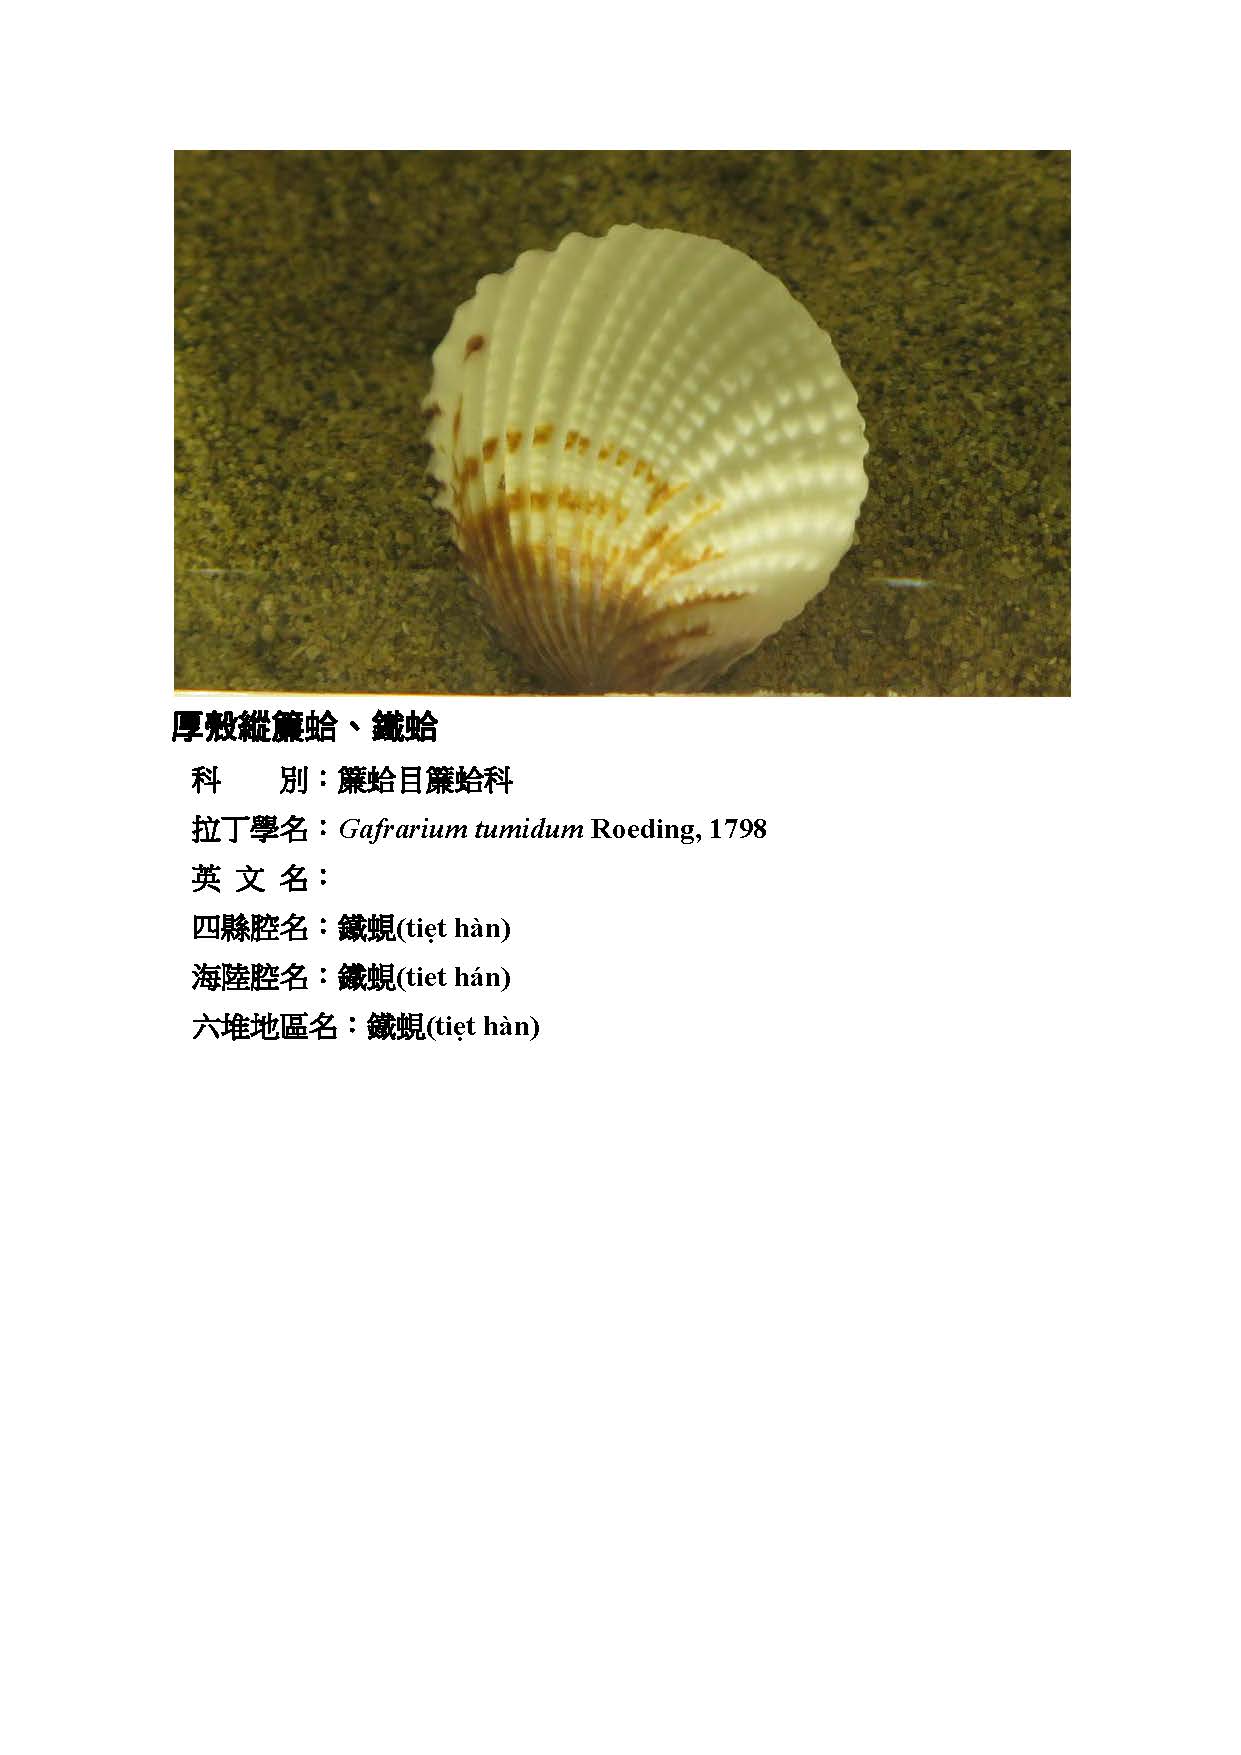 厚殼縱簾蛤、鐵蛤
科　　別：簾蛤目簾蛤科
拉丁學名：Gafrarium tumidum Roeding, 1798
英 文 名：
四縣腔名：鐵蜆(tiẹt hàn)
海陸腔名：鐵蜆(tiet hán)
六堆地區名：鐵蜆(tiẹt hàn)